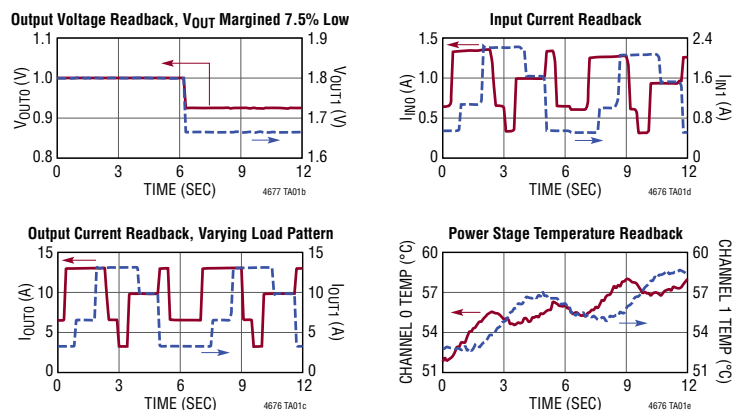 Output Voltage Readback, VOUT Margined 7.5% Low
1.1
1.0
0.9
0.8
VOUT0 (V)
1.9
1.8
1.7
1.6
VOUT1 (V)
0
3
6
9
12
TIME (SEC)
4677 TA01b
Input Current Readback
1.5
1.0
0.5
0
IIN0 (A)
2.4
1.6
0.8
0
IIN1 (A)
0
3
6
9
12
TIME (SEC)
4676 TA01d
Output Current Readback, Varying Load Pattern
15
10
5
0
IOUT0 (A)
15
10
5
0
IOUT1 (A)
0
3
6
9
12
TIME (SEC)
4676 TA01c
Power Stage Temperature Readback
60
57
54
51
CHANNEL 0 TEMP (°C)
60
57
55
51
CHANNEL 1 TEMP (°C)
0
3
6
9
12
TIME (SEC)
4676 TA01e